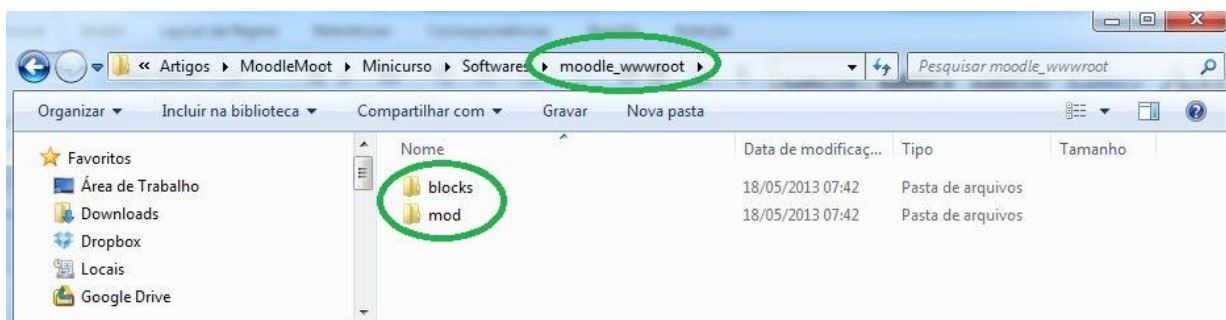 « Artigos ▸ MoodleMoot ▸ Minicurso ▸ Softwares ▸ moodle_wwwroot ▸ Pesquisar moodle_wwwroot
Organizar ▾ Incluir na biblioteca ▾ Compartilhar com ▾ Gravar Nova pasta
Favoritos
Área de Trabalho
Downloads
Dropbox
Locais
Google Drive
Nome Data de modificaç... Tipo Tamanho
blocks 18/05/2013 07:42 Pasta de arquivos
mod 18/05/2013 07:42 Pasta de arquivos